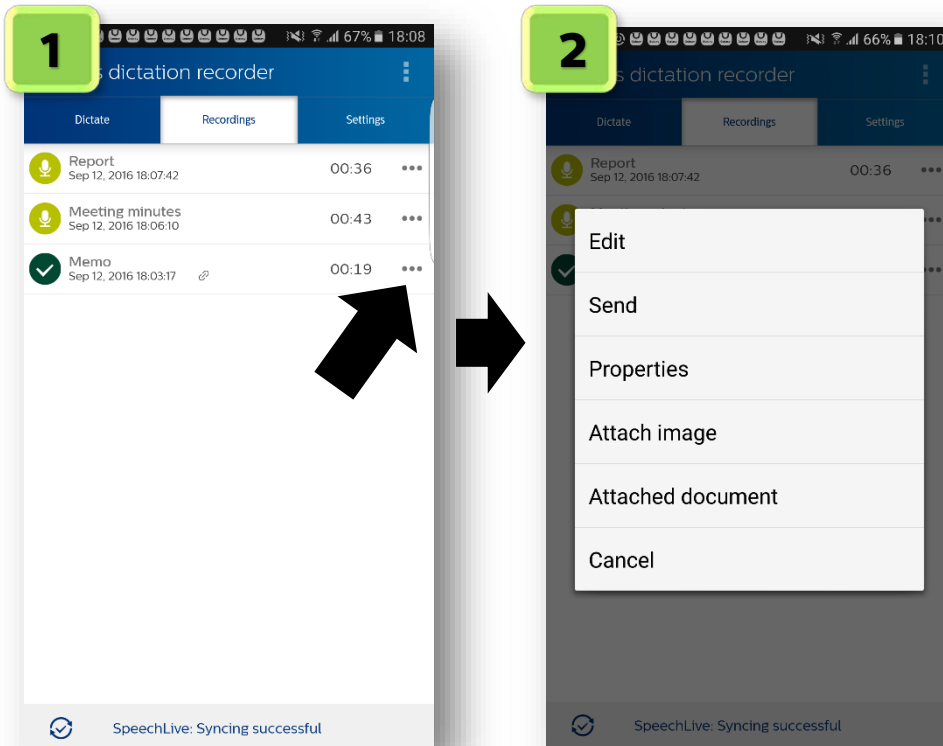 1
67% 18:08
s dictation recorder
Dictate Recordings Settings
Report
Sep 12, 2016 18:07:42
00:36
Meeting minutes
Sep 12, 2016 18:06:10
00:43
Memo
Sep 12, 2016 18:03:17
00:19
SpeechLive: Syncing successful
2
66% 18:10
s dictation recorder
Dictate Recordings Settings
Report
Sep 12, 2016 18:07:42
00:36
Edit
Send
Properties
Attach image
Attached document
Cancel
SpeechLive: Syncing successful